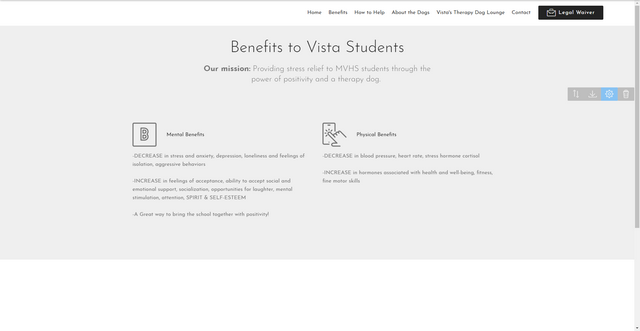 Home Benefits How to Help About the Dogs Vista's Therapy Dog Lounge Contact Legal Waiver
Benefits to Vista Students
Our mission: Providing stress relief to MVHS students through the
power of positivity and a therapy dog.
B
Mental Benefits
-DECREASE in stress and anxiety, depression, loneliness and feelings of
isolation, aggressive behaviors
-INCREASE in feelings of acceptance, ability to accept social and
emotional support, socialization, opportunities for laughter, mental
stimulation, attention, SPIRIT & SELF-ESTEEM
-A Great way to bring the school together with positivity!
Physical Benefits
-DECREASE in blood pressure, heart rate, stress hormone cortisol
-INCREASE in hormones associated with health and well-being, fitness,
fine motor skills